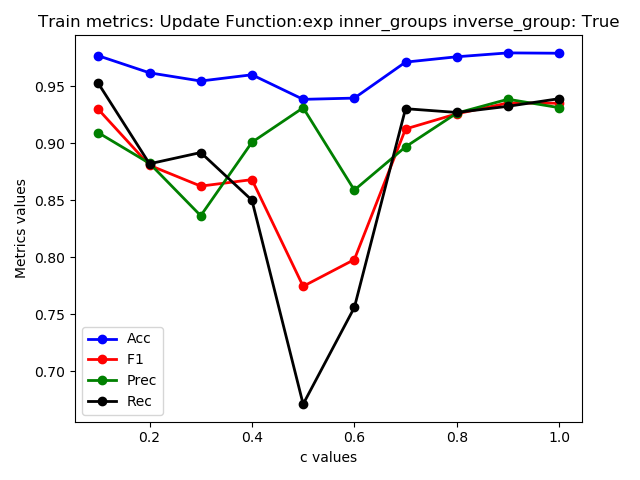 Train metrics: Update Function:exp inner_groups inverse_group: True
Metrics values
0.95
0.90
0.85
0.80
0.75
0.70
Acc
F1
Prec
Rec
0.2
0.4
0.6
0.8
1.0
c values